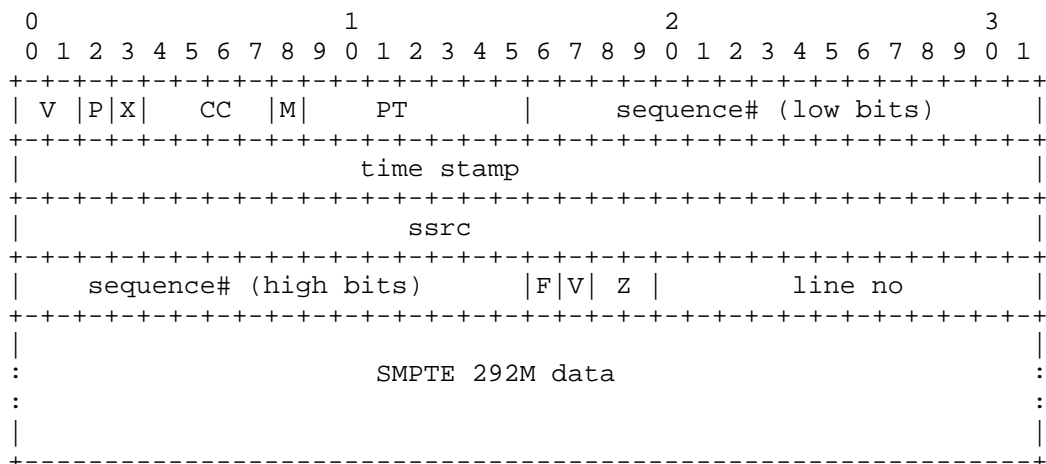 0                   1                   2                   3
0 1 2 3 4 5 6 7 8 9 0 1 2 3 4 5 6 7 8 9 0 1 2 3 4 5 6 7 8 9 0 1
+-+-+-+-+-+-+-+-+-+-+-+-+-+-+-+-+-+-+-+-+-+-+-+-+-+-+-+-+-+-+-+-+
| V |P|X|   CC  |M|    PT       |     sequence# (low bits)      |
+-+-+-+-+-+-+-+-+-+-+-+-+-+-+-+-+-+-+-+-+-+-+-+-+-+-+-+-+-+-+-+-+
|                     time stamp                                |
+-+-+-+-+-+-+-+-+-+-+-+-+-+-+-+-+-+-+-+-+-+-+-+-+-+-+-+-+-+-+-+-+
|                        ssrc                                   |
+-+-+-+-+-+-+-+-+-+-+-+-+-+-+-+-+-+-+-+-+-+-+-+-+-+-+-+-+-+-+-+-+
|    sequence# (high bits)      |F|V| Z |        line no        |
+-+-+-+-+-+-+-+-+-+-+-+-+-+-+-+-+-+-+-+-+-+-+-+-+-+-+-+-+-+-+-+-+
|                                                               |
:                      SMPTE 292M data                          :
:                                                               :
|                                                               |
+---------------------------------------------------------------+